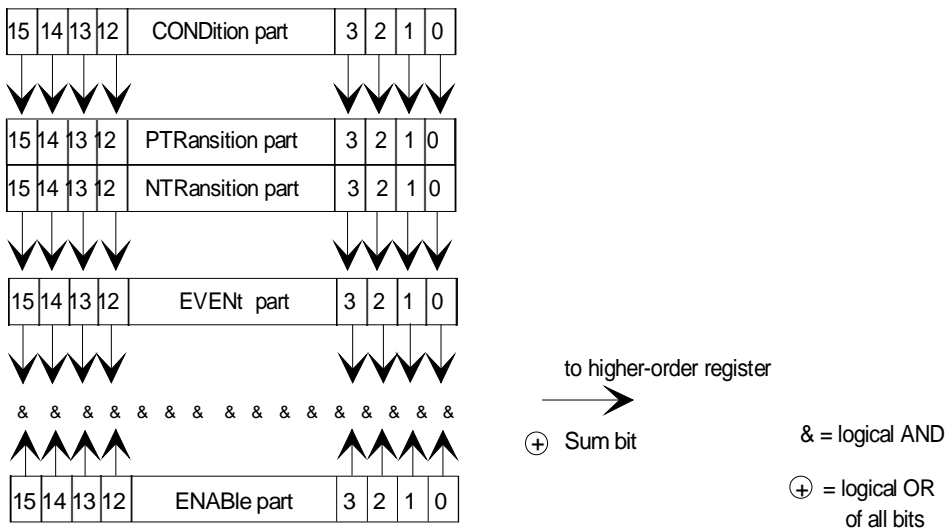 15 14 13 12 CONDition part 3 2 1 0
15 14 13 12 PTRansition part 3 2 1 0
15 14 13 12 NTRansition part 3 2 1 0
15 14 13 12 EVENt part 3 2 1 0
to higher-order register
& & & & & & & & & & & & & & & &
+ Sum bit
& = logical AND
15 14 13 12 ENABle part 3 2 1 0
+ = logical OR
of all bits